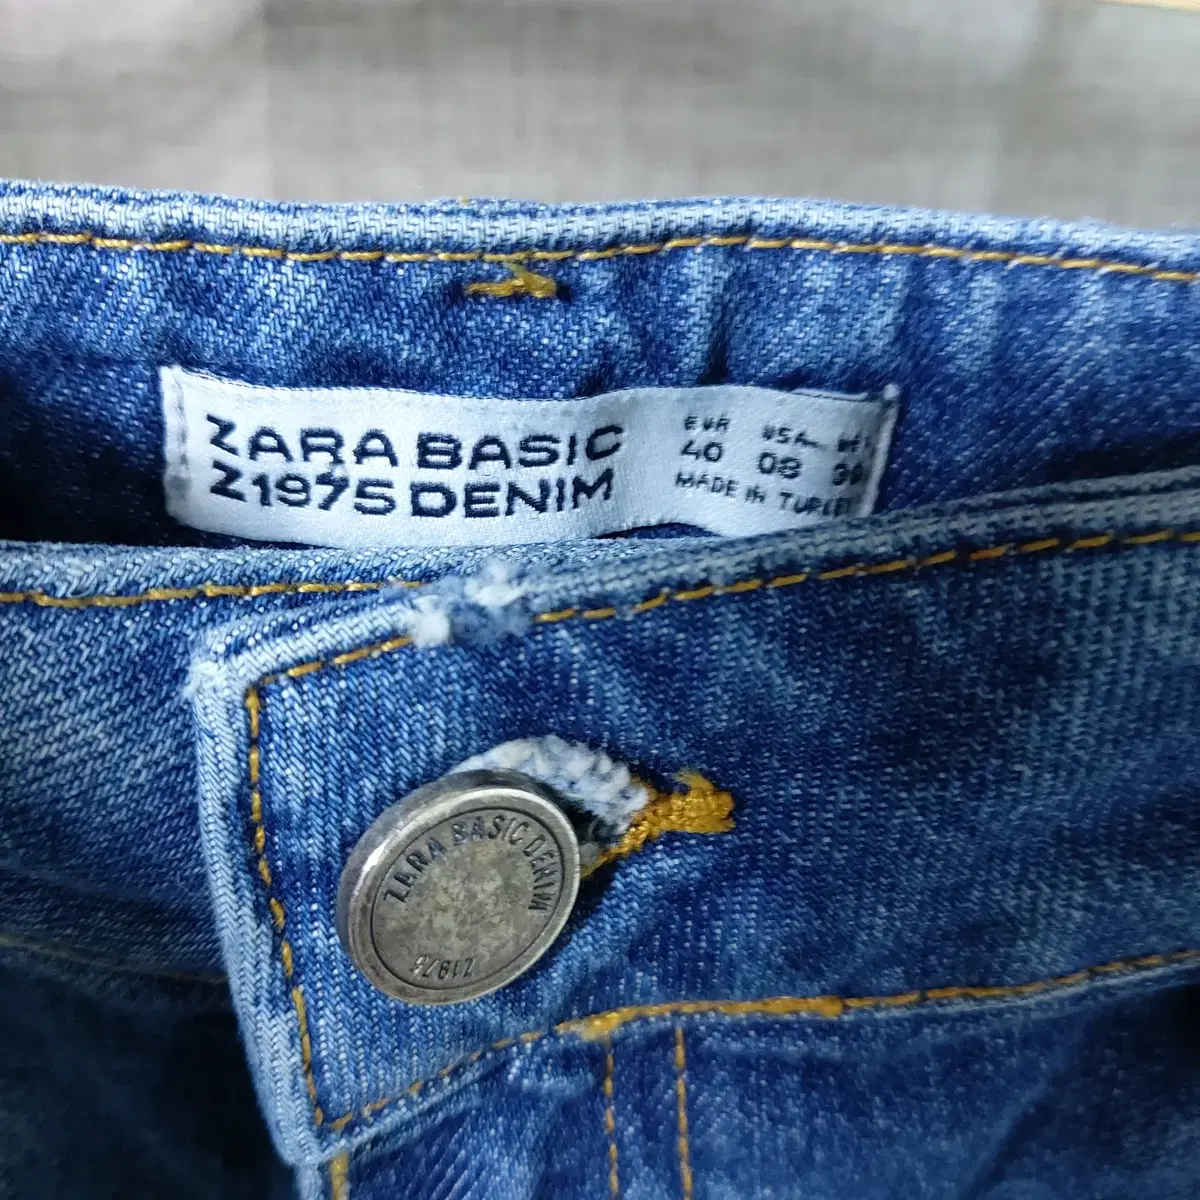 ZARA BASIC
Z1975 DENIM
EUR USA
40 08
MADE IN
ZARA BASIC DENIM
Z1975